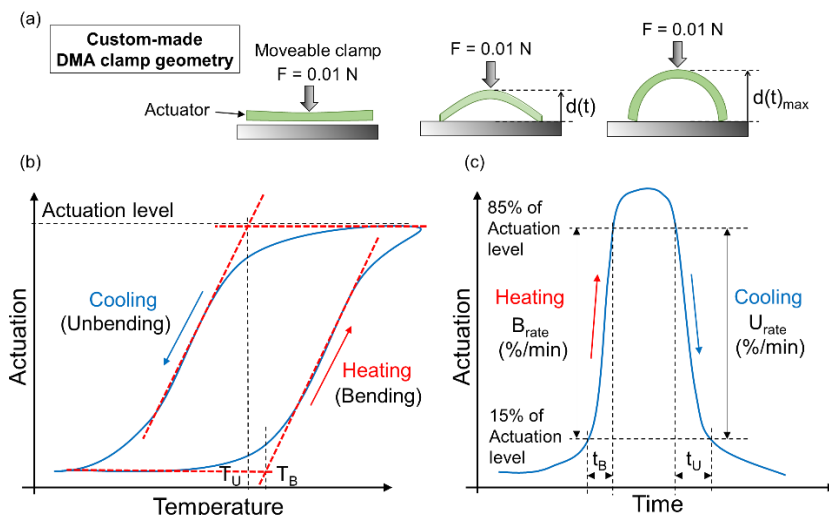 (a)
Custom-made
DMA clamp geometry
Moveable clamp
F = 0.01 N
Actuator
F = 0.01 N
d(t)
F = 0.01 N
d(t)max
(b)
Actuation level
Actuation
Cooling
(Unbending)
Heating
(Bending)
TU
TB
Temperature
(c)
Actuation
85% of
Actuation
level
Heating
Brate
(%/min)
Cooling
Urate
(%/min)
15% of
Actuation
level
tB
tU
Time